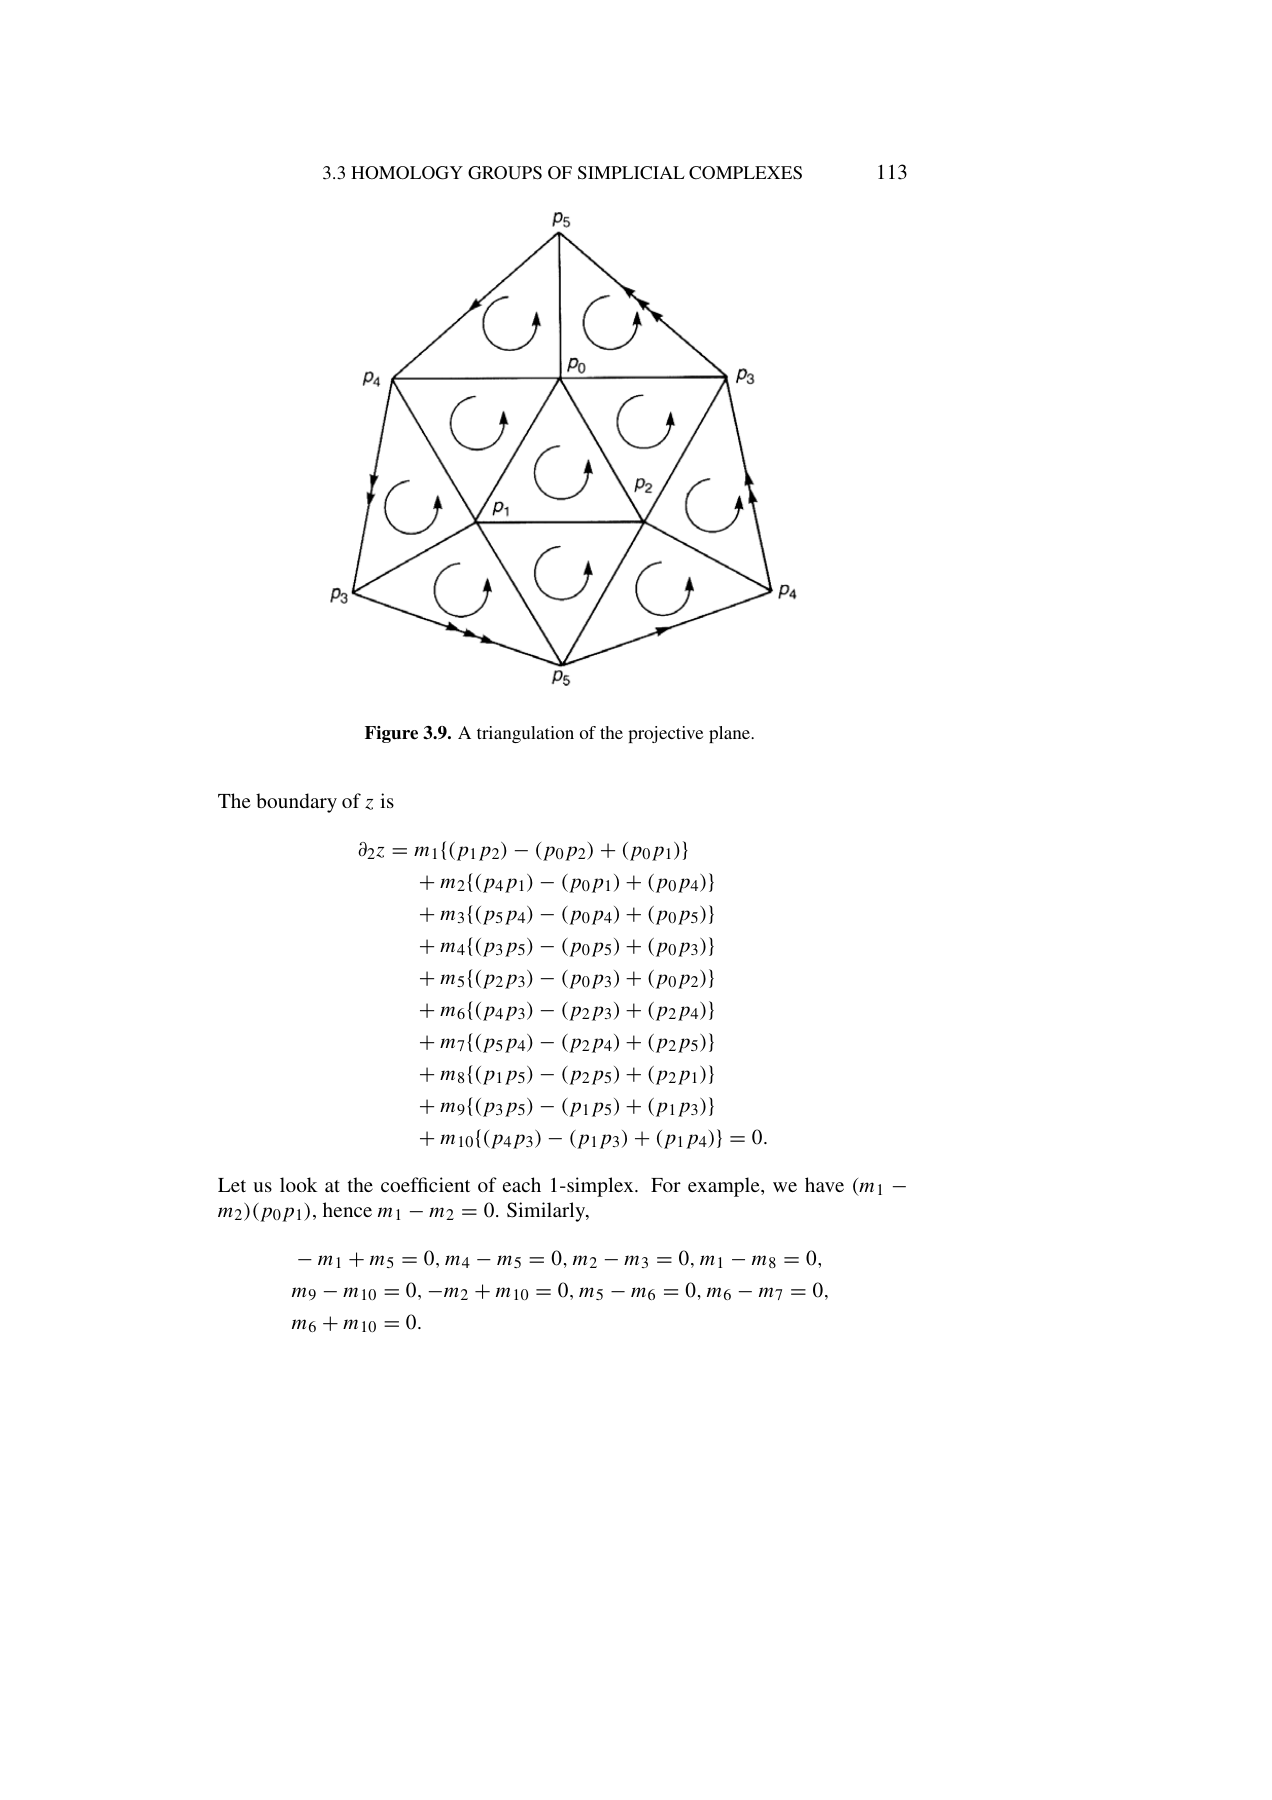 3.3 HOMOLOGY GROUPS OF SIMPLICIAL COMPLEXES 113
p5
p0
p4 p3
p2
p1
p3 p4
p5
Figure 3.9. A triangulation of the projective plane.
The boundary of z is
∂₂z = m₁{(p₁p₂) − (p₀p₂) + (p₀p₁)}
+ m₂{(p₄p₁) − (p₀p₁) + (p₀p₄)}
+ m₃{(p₅p₄) − (p₀p₄) + (p₀p₅)}
+ m₄{(p₃p₅) − (p₀p₅) + (p₀p₃)}
+ m₅{(p₂p₃) − (p₀p₃) + (p₀p₂)}
+ m₆{(p₄p₃) − (p₂p₃) + (p₂p₄)}
+ m₇{(p₅p₄) − (p₂p₄) + (p₂p₅)}
+ m₈{(p₁p₅) − (p₂p₅) + (p₂p₁)}
+ m₉{(p₃p₅) − (p₁p₅) + (p₁p₃)}
+ m₁₀{(p₄p₃) − (p₁p₃) + (p₁p₄)} = 0.
Let us look at the coefficient of each 1-simplex. For example, we have (m₁ −
m₂)(p₀p₁), hence m₁ − m₂ = 0. Similarly,
− m₁ + m₅ = 0, m₄ − m₅ = 0, m₂ − m₃ = 0, m₁ − m₈ = 0,
m₉ − m₁₀ = 0, −m₂ + m₁₀ = 0, m₅ − m₆ = 0, m₆ − m₇ = 0,
m₆ + m₁₀ = 0.